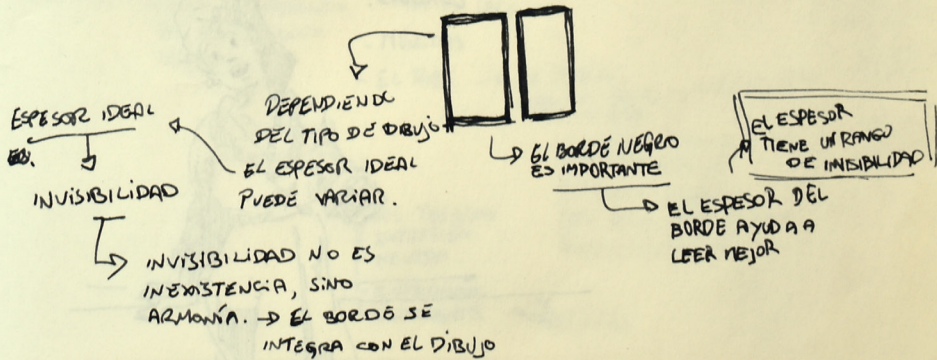 ESPESOR IDEAL
INVISIBILIDAD
INVISIBILIDAD NO ES
INEXISTENCIA, SINO
ARMONÍA. → EL BORDE SE
INTEGRA CON EL DIBUJO
DEPENDIENDO
DEL TIPO DE DIBUJO
EL ESPESOR IDEAL
PUEDE VARIAR.
EL BORDE NEGRO
ES IMPORTANTE
EL ESPESOR DEL
BORDE AYUDA A
LEER MEJOR
EL ESPESOR
TIENE UN RANGO
DE INVISIBILIDAD